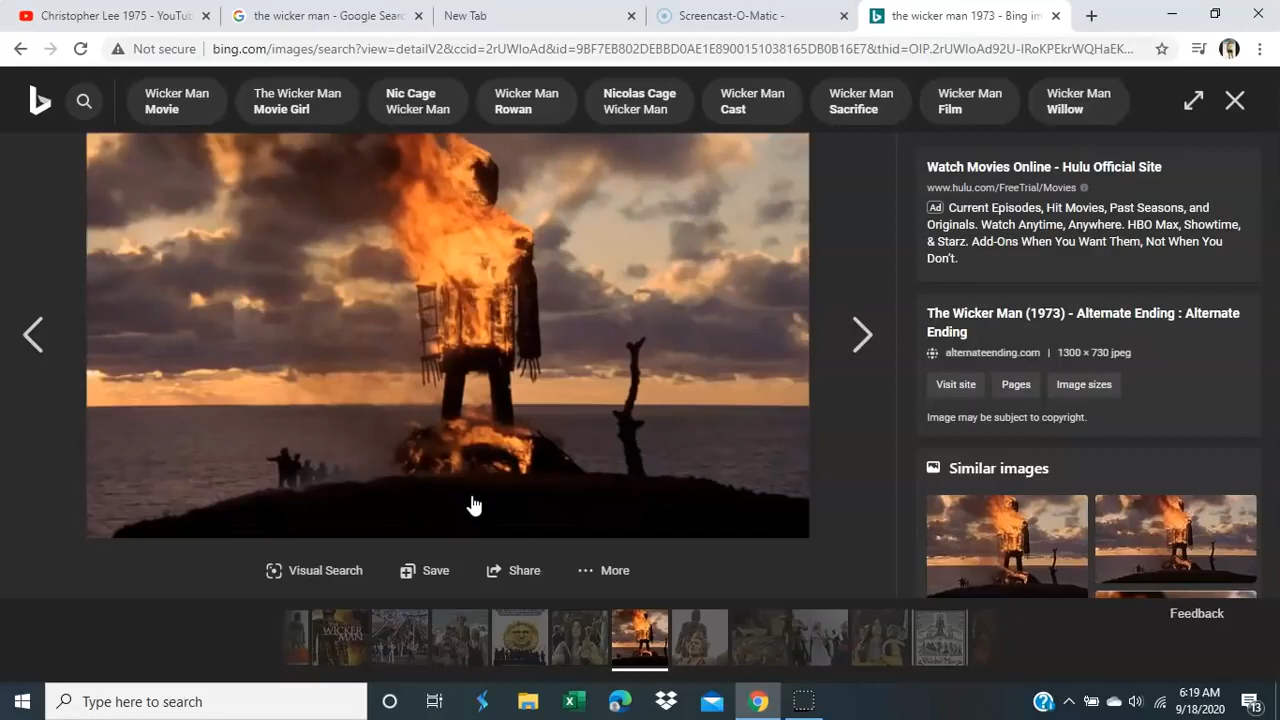 Christopher Lee 1975 - YouTub
the wicker man - Google Searc
New Tab
Screencast-O-Matic -
the wicker man 1973 - Bing im
Not secure
bing.com/images/search?view=detailV2&ccid=2rUWIoAd&id=9BF7EB802DEBBD0AE1E8900151038165DB0B16E7&thid=OIP.2rUWIoAd92U-IRoKPEkrWQHaEK...
Wicker Man
Movie
The Wicker Man
Movie Girl
Nic Cage
Wicker Man
Wicker Man
Rowan
Nicolas Cage
Wicker Man
Wicker Man
Cast
Wicker Man
Sacrifice
Wicker Man
Film
Wicker Man
Willow
Watch Movies Online - Hulu Official Site
www.hulu.com/FreeTrial/Movies
Ad Current Episodes, Hit Movies, Past Seasons, and
Originals. Watch Anytime, Anywhere. HBO Max, Showtime,
& Starz. Add-Ons When You Want Them, Not When You
Don't.
The Wicker Man (1973) - Alternate Ending : Alternate
Ending
alternateending.com | 1300 × 730 jpeg
Visit site
Pages
Image sizes
Image may be subject to copyright.
Similar images
Visual Search
Save
Share
More
Feedback
WICKER
MAN
Type here to search
6:19 AM
9/18/2020
13